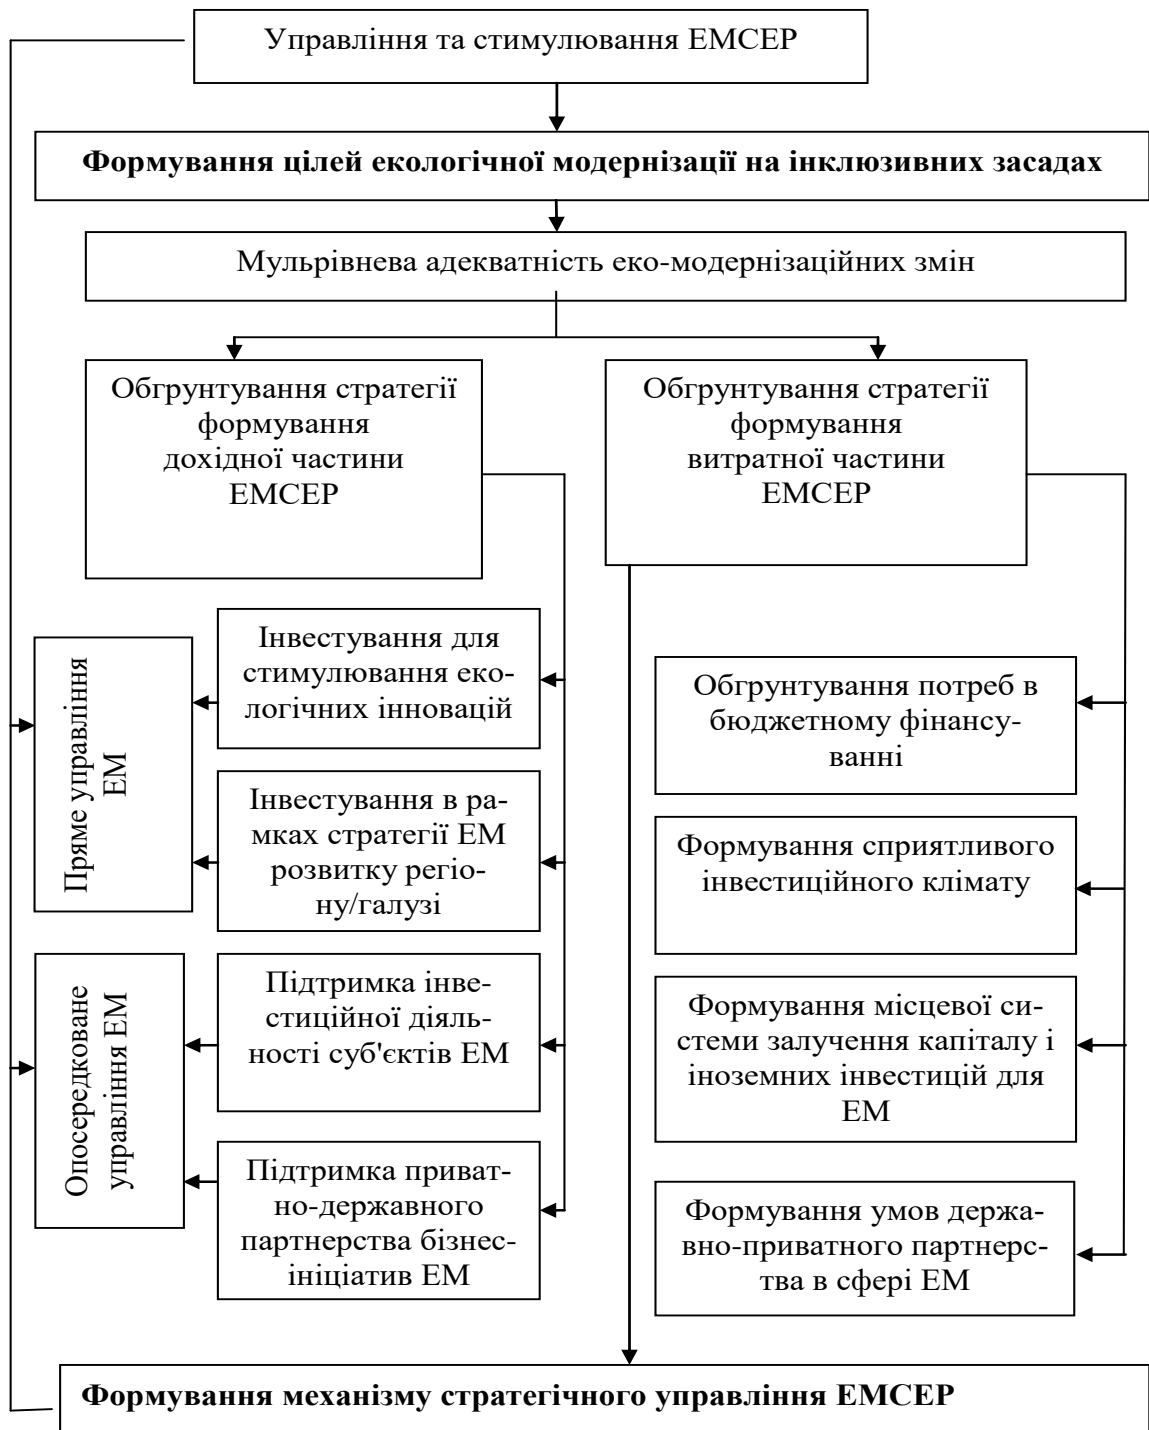 Управління та стимулювання ЕМСЕР
Формування цілей екологічної модернізації на інклюзивних засадах
Мульрівнева адекватність еко-модернізаційних змін
Обгрунтування стратегії
формування
дохідної частини
ЕМСЕР
Обгрунтування стратегії
формування
витратної частини
ЕМСЕР
Пряме управління
ЕМ
Інвестування для
стимулювання еко-
логічних інновацій
Інвестування в ра-
мках стратегії ЕМ
розвитку регіо-
ну/галузі
Опосередковане
управління ЕМ
Підтримка інве-
стиційної діяль-
ності суб'єктів ЕМ
Підтримка приват-
но-державного
партнерства бізнес-
ініціатив ЕМ
Обгрунтування потреб в
бюджетному фінансу-
ванні
Формування сприятливого
інвестиційного клімату
Формування місцевої си-
стеми залучення капіталу і
іноземних інвестицій для
ЕМ
Формування умов держа-
вно-приватного партнерс-
тва в сфері ЕМ
Формування механізму стратегічного управління ЕМСЕР